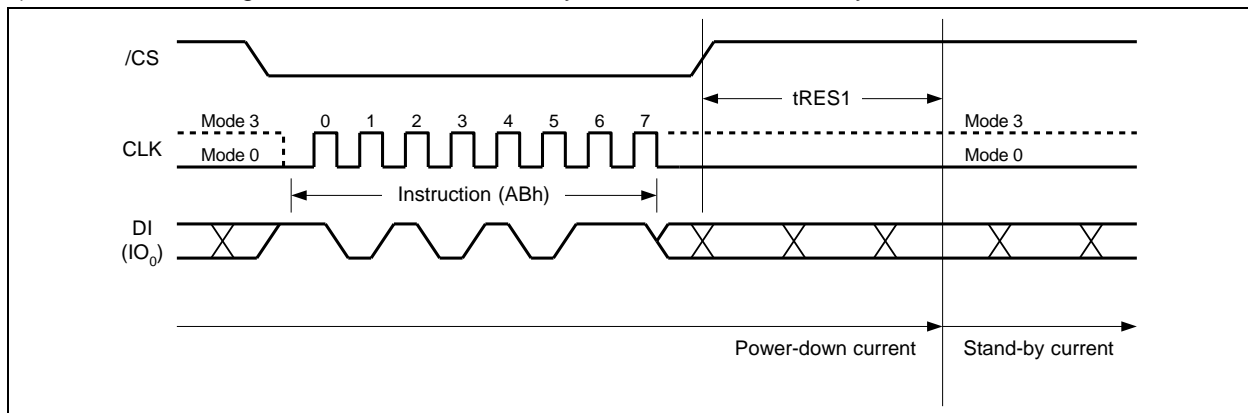 /CS
tRES1
Mode 3 0 1 2 3 4 5 6 7 Mode 3
CLK
Mode 0 Mode 0
Instruction (ABh)
DI
(IO0)
Power-down current Stand-by current